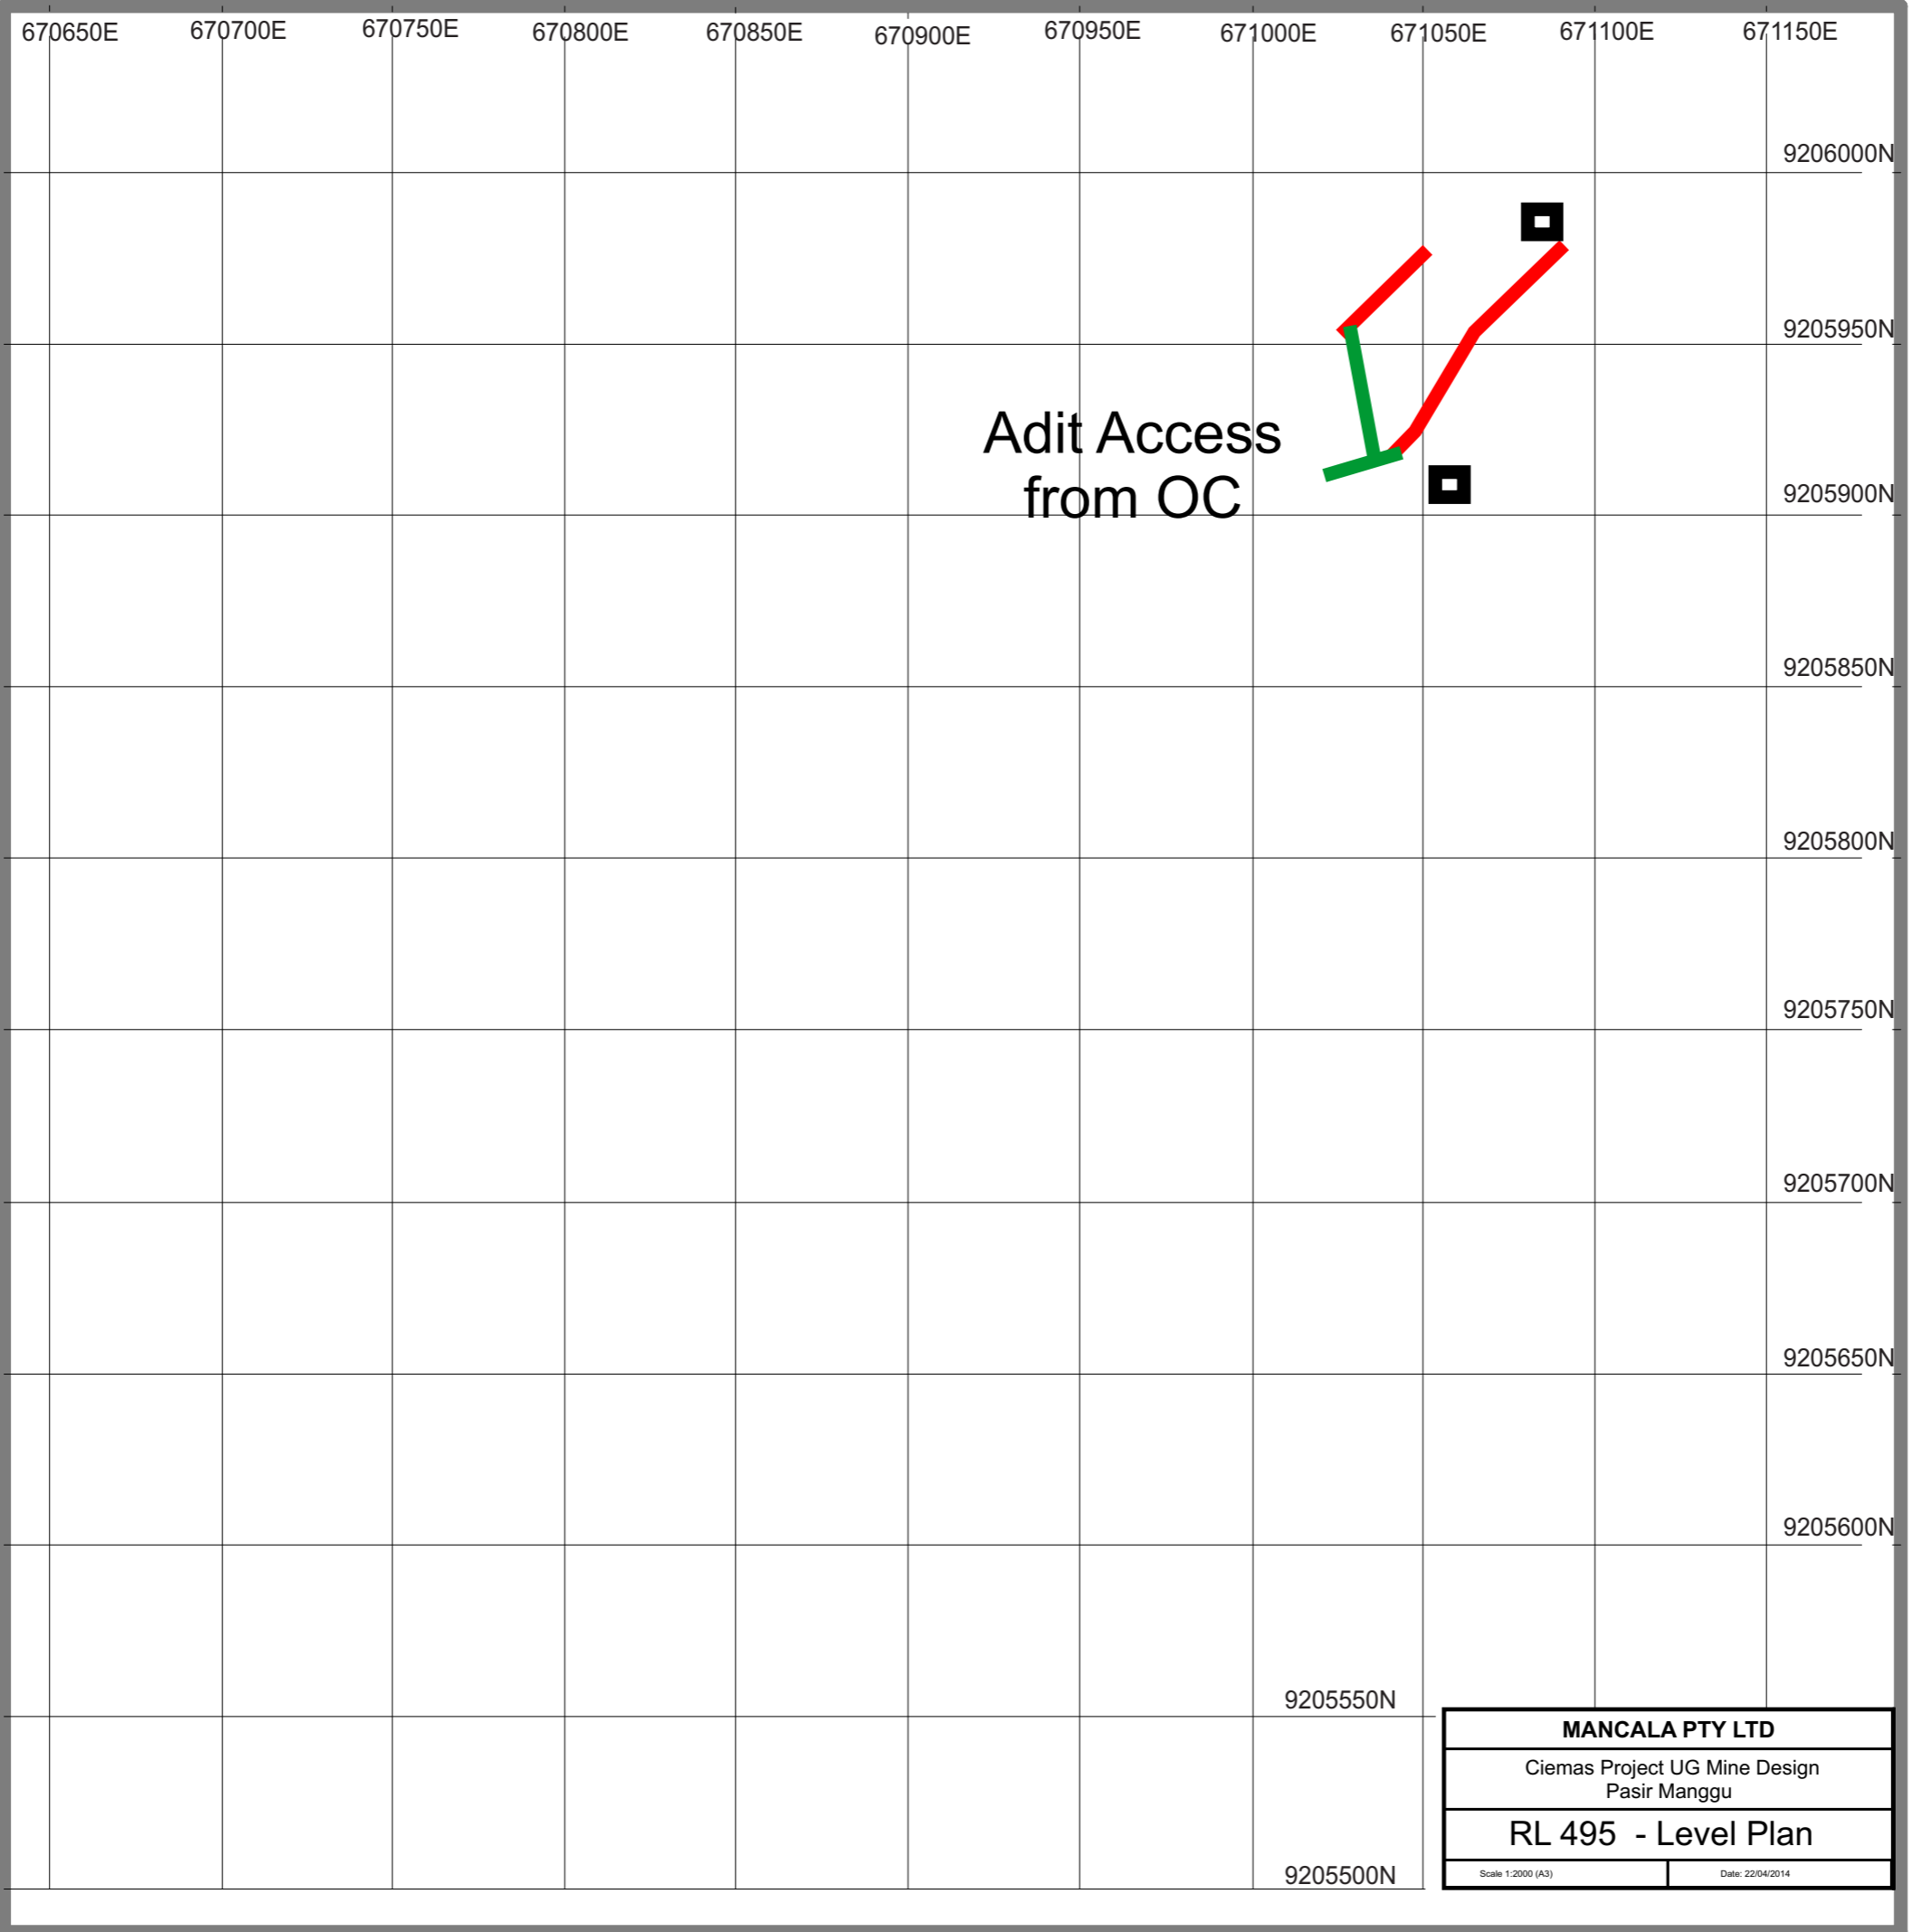 670650E 670700E 670750E 670800E 670850E 670900E 670950E 671000E 671050E 671100E 671150E
9206000N
9205950N
Adit Access
from OC
9205900N
9205850N
9205800N
9205750N
9205700N
9205650N
9205600N
9205550N
MANCALA PTY LTD
Ciemas Project UG Mine Design
Pasir Manggu
RL 495 - Level Plan
9205500N
Scale 1:2000 (A3) Date: 22/04/2014